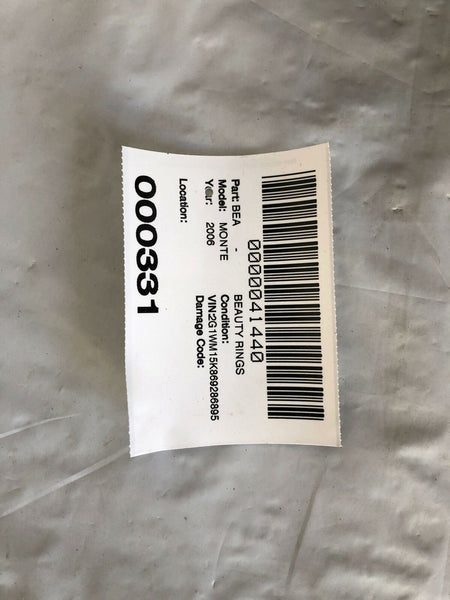 0000041440
Part: BEA - BEAUTY RINGS
Model: MONTE Condition:
Year: 2006 VIN:2G1WM15K869286895
Damage Code:
Location:
000331